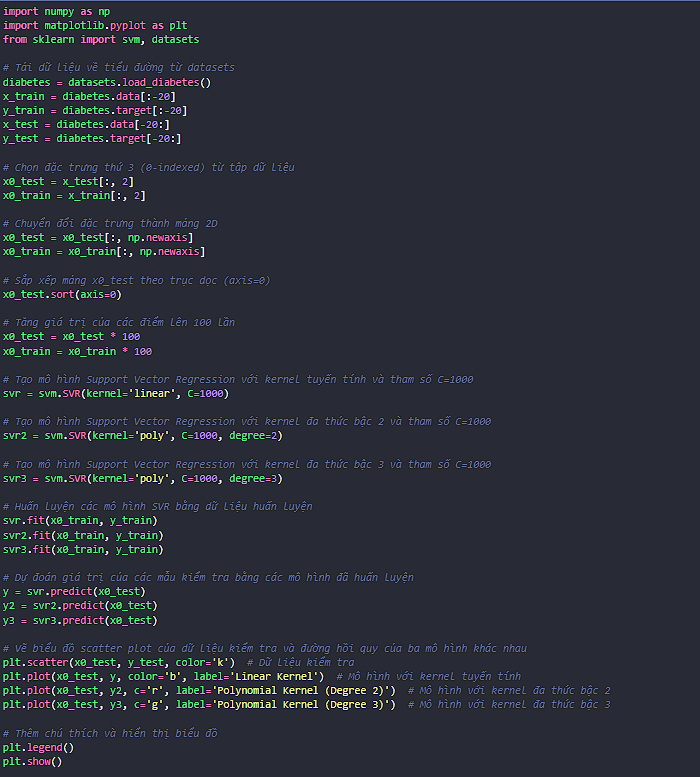 import numpy as np
import matplotlib.pyplot as plt
from sklearn import svm, datasets
# Tải dữ liệu về tiểu đường từ datasets
diabetes = datasets.load_diabetes()
x_train = diabetes.data[:-20]
y_train = diabetes.target[:-20]
x_test = diabetes.data[-20:]
y_test = diabetes.target[-20:]
# Chọn đặc trưng thứ 3 (0-indexed) từ tập dữ liệu
x0_test = x_test[:, 2]
x0_train = x_train[:, 2]
# Chuyển đổi đặc trưng thành mảng 2D
x0_test = x0_test[:, np.newaxis]
x0_train = x0_train[:, np.newaxis]
# Sắp xếp mảng x0_test theo trục dọc (axis=0)
x0_test.sort(axis=0)
# Tăng giá trị của các điểm lên 100 lần
x0_test = x0_test * 100
x0_train = x0_train * 100
# Tạo mô hình Support Vector Regression với kernel tuyến tính và tham số C=1000
svr = svm.SVR(kernel='linear', C=1000)
# Tạo mô hình Support Vector Regression với kernel đa thức bậc 2 và tham số C=1000
svr2 = svm.SVR(kernel='poly', C=1000, degree=2)
# Tạo mô hình Support Vector Regression với kernel đa thức bậc 3 và tham số C=1000
svr3 = svm.SVR(kernel='poly', C=1000, degree=3)
# Huấn luyện các mô hình SVR bằng dữ liệu huấn luyện
svr.fit(x0_train, y_train)
svr2.fit(x0_train, y_train)
svr3.fit(x0_train, y_train)
# Dự đoán giá trị của các mẫu kiểm tra bằng các mô hình đã huấn luyện
y = svr.predict(x0_test)
y2 = svr2.predict(x0_test)
y3 = svr3.predict(x0_test)
# Vẽ biểu đồ scatter plot của dữ liệu kiểm tra và đường hồi quy của ba mô hình khác nhau
plt.scatter(x0_test, y_test, color='k')  # Dữ liệu kiểm tra
plt.plot(x0_test, y, color='b', label='Linear Kernel')  # Mô hình với kernel tuyến tính
plt.plot(x0_test, y2, c='r', label='Polynomial Kernel (Degree 2)')  # Mô hình với kernel đa thức bậc 2
plt.plot(x0_test, y3, c='g', label='Polynomial Kernel (Degree 3)')  # Mô hình với kernel đa thức bậc 3
# Thêm chú thích và hiển thị biểu đồ
plt.legend()
plt.show()